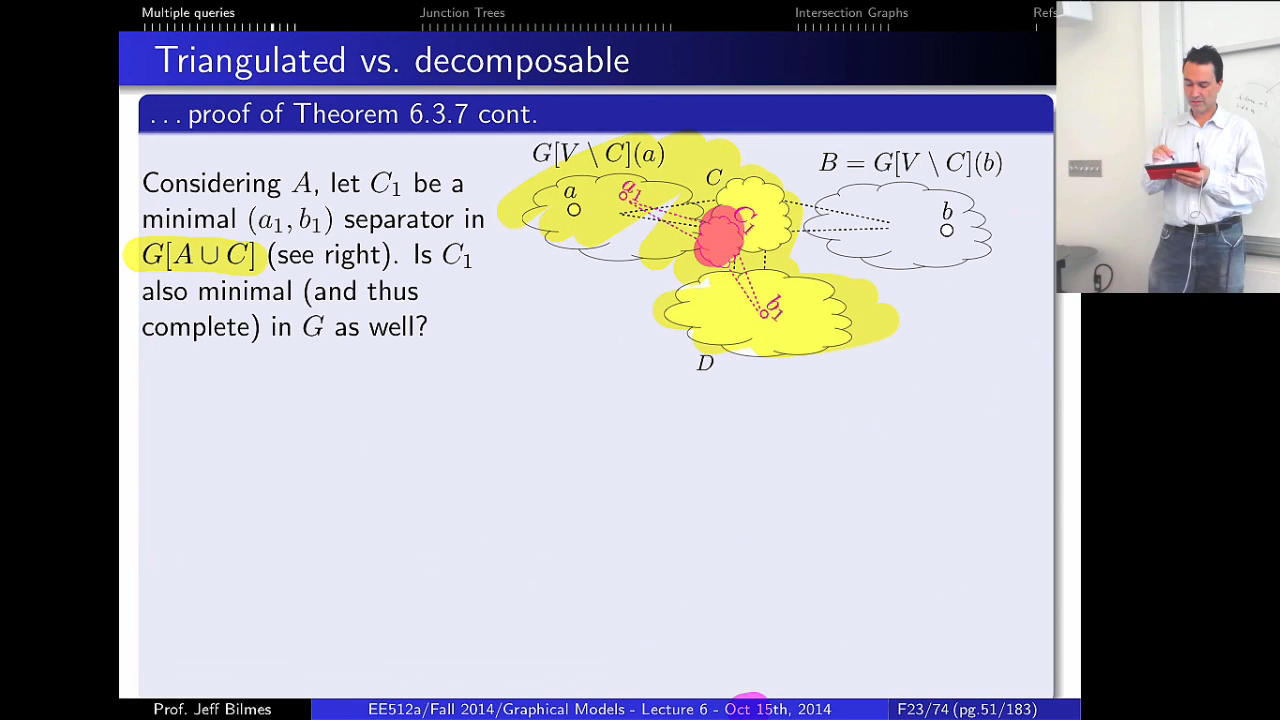 Multiple queries
Junction Trees
Intersection Graphs
Refs
Triangulated vs. decomposable
. . . proof of Theorem 6.3.7 cont.
Considering A, let C₁ be a
minimal (a₁, b₁) separator in
G[A ∪ C] (see right). Is C₁
also minimal (and thus
complete) in G as well?
G[V \ C](a)
B = G[V \ C](b)
C
a
a₁
C₁
b
b₁
D
Prof. Jeff Bilmes
EE512a/Fall 2014/Graphical Models - Lecture 6 - Oct 15th, 2014
F23/74 (pg.51/183)